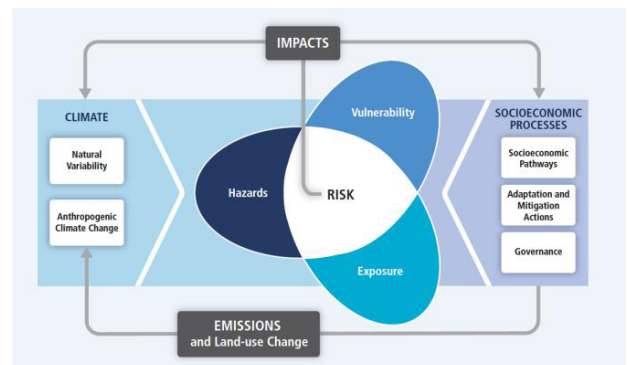 IMPACTS
CLIMATE
Natural
Variability
Anthropogenic
Climate Change
Vulnerability
Hazards
RISK
Exposure
SOCIOECONOMIC
PROCESSES
Socioeconomic
Pathways
Adaptation and
Mitigation
Actions
Governance
EMISSIONS
and Land-use Change